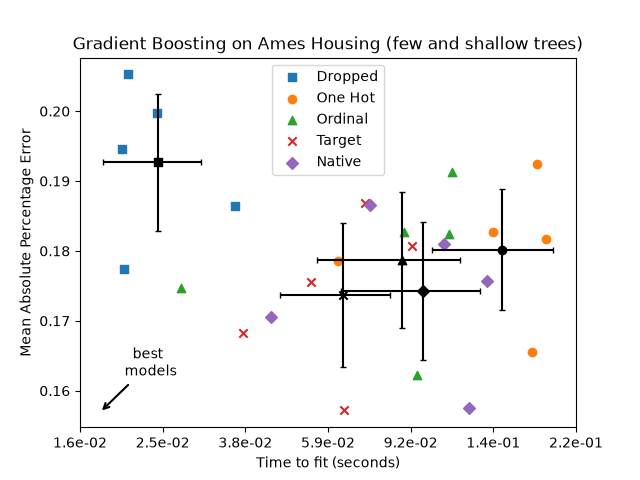 Gradient Boosting on Ames Housing (few and shallow trees)
Dropped
One Hot
Ordinal
Target
Native
Mean Absolute Percentage Error
0.20
0.19
0.18
0.17
0.16
best
models
1.6e-02 2.5e-02 3.8e-02 5.9e-02 9.2e-02 1.4e-01 2.2e-01
Time to fit (seconds)